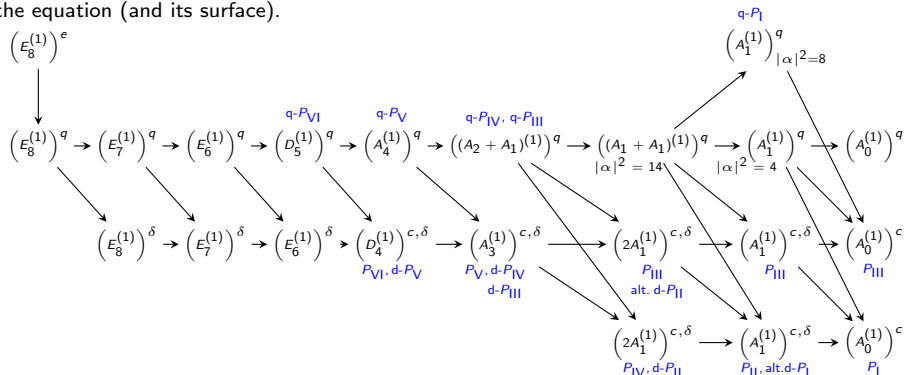 the equation (and its surface).
q-P_I
(E_8^{(1)})^e (A_1^{(1)})^q_{|α|^2=8}
q-P_VI q-P_V q-P_IV, q-P_III
(E_8^{(1)})^q → (E_7^{(1)})^q → (E_6^{(1)})^q → (D_5^{(1)})^q → (A_4^{(1)})^q → ((A_2 + A_1)^{(1)})^q → ((A_1 + A_1)^{(1)})^q → (A_1^{(1)})^q → (A_0^{(1)})^q
|α|^2 = 14 |α|^2 = 4
(E_8^{(1)})^δ → (E_7^{(1)})^δ → (E_6^{(1)})^δ → (D_4^{(1)})^{c,δ} → (A_3^{(1)})^{c,δ} → (2A_1^{(1)})^{c,δ} → (A_1^{(1)})^{c,δ} → (A_0^{(1)})^c
P_VI, d-P_V P_V, d-P_IV P_III P_III P_III
d-P_III alt. d-P_II
(2A_1^{(1)})^{c,δ} → (A_1^{(1)})^{c,δ} → (A_0^{(1)})^c
P_IV, d-P_II P_II, alt.d-P_I P_I